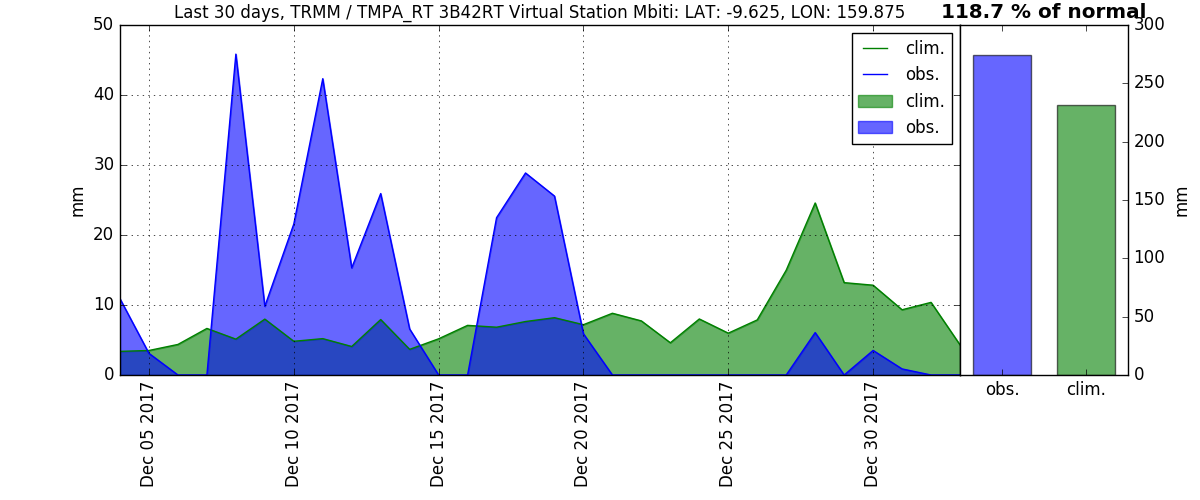 Last 30 days, TRMM / TMPA_RT 3B42RT Virtual Station Mbiti: LAT: -9.625, LON: 159.875
118.7 % of normal
50
40
30
20
10
0
mm
clim.
obs.
clim.
obs.
300
250
200
150
100
50
0
mm
obs.
clim.
Dec 05 2017
Dec 10 2017
Dec 15 2017
Dec 20 2017
Dec 25 2017
Dec 30 2017